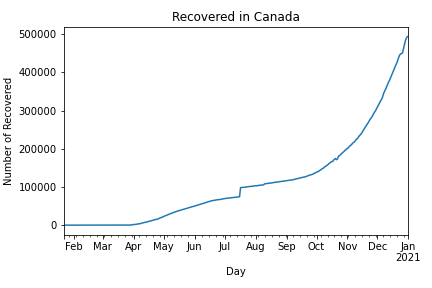 Recovered in Canada
500000
400000
300000
200000
100000
0
Number of Recovered
Feb Mar Apr May Jun Jul Aug Sep Oct Nov Dec Jan
2021
Day